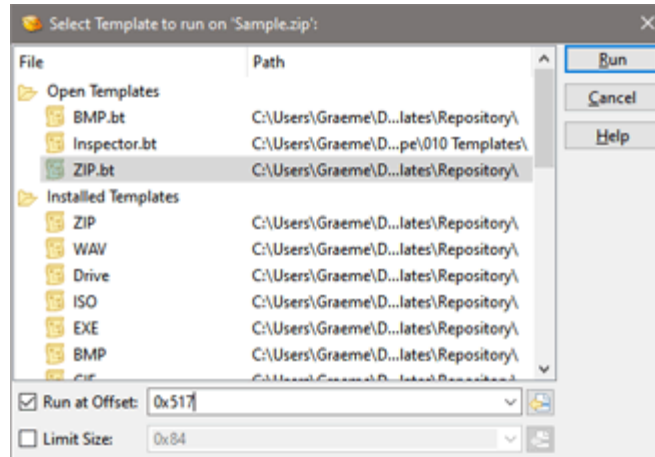 Select Template to run on 'Sample.zip':
File Path Run
Open Templates Cancel
BMP.bt C:\Users\Graeme\D...lates\Repository\
Inspector.bt C:\Users\Graeme\D...pe\010 Templates\ Help
ZIP.bt C:\Users\Graeme\D...lates\Repository\
Installed Templates
ZIP C:\Users\Graeme\D...lates\Repository\
WAV C:\Users\Graeme\D...lates\Repository\
Drive C:\Users\Graeme\D...lates\Repository\
ISO C:\Users\Graeme\D...lates\Repository\
EXE C:\Users\Graeme\D...lates\Repository\
BMP C:\Users\Graeme\D...lates\Repository\
Run at Offset: 0x517
Limit Size: 0x84